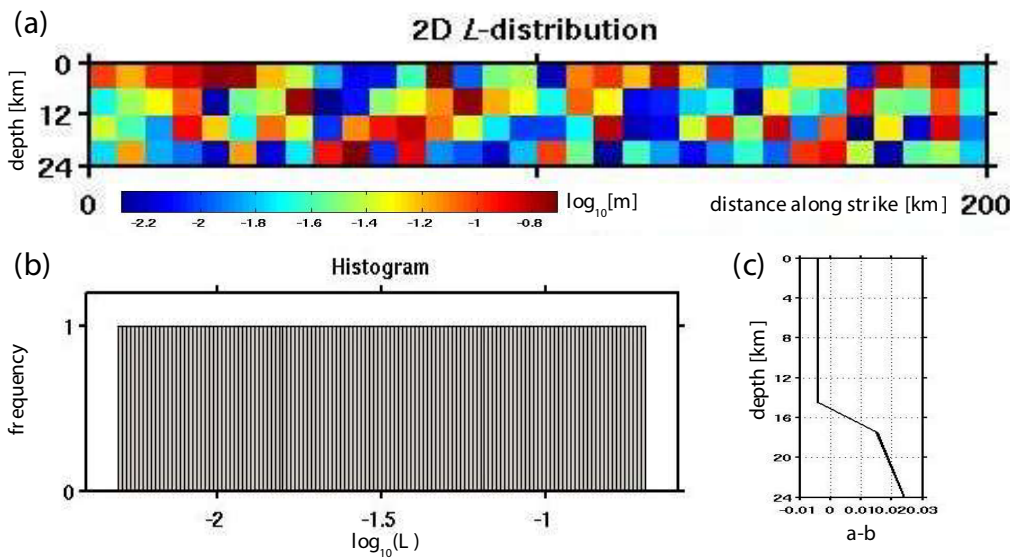 (a)
2D L-distribution
0
12
24
depth [km]
-2.2 -2 -1.8 -1.6 -1.4 -1.2 -1 -0.8
log10[m]
distance along strike [km]
0
200
(b)
Histogram
1
0
frequency
-2 -1.5 -1
log10(L)
(c)
0
4
8
12
16
20
24
depth [km]
-0.01 0 0.01 0.02 0.03
a-b